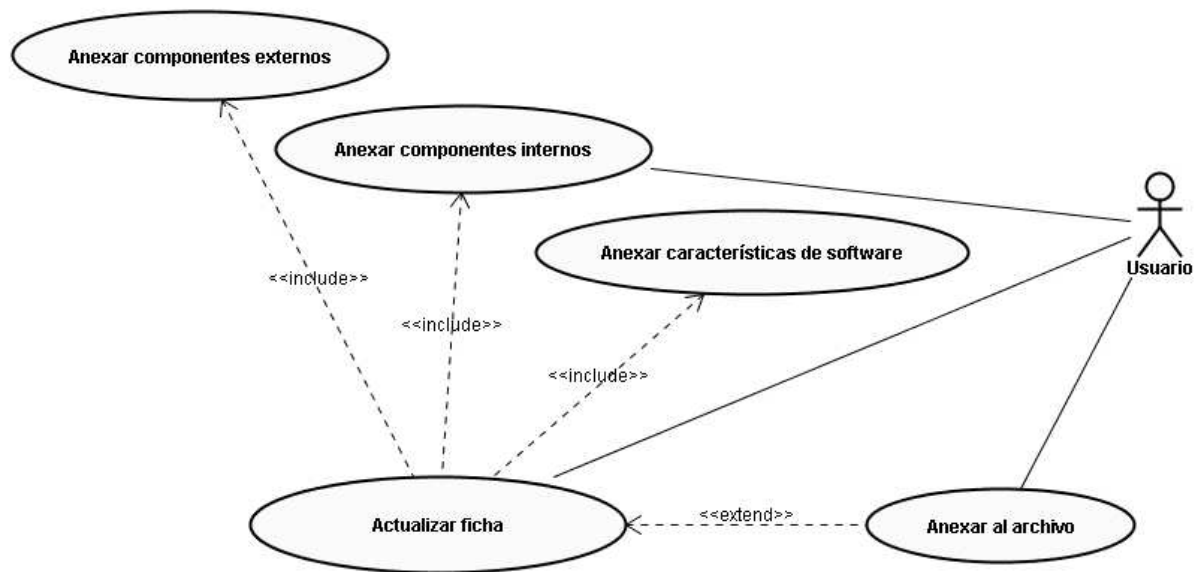 Anexar componentes externos
Anexar componentes internos
Anexar características de software
Usuario
<<include>>
<<include>>
<<include>>
Actualizar ficha
<<extend>>
Anexar al archivo